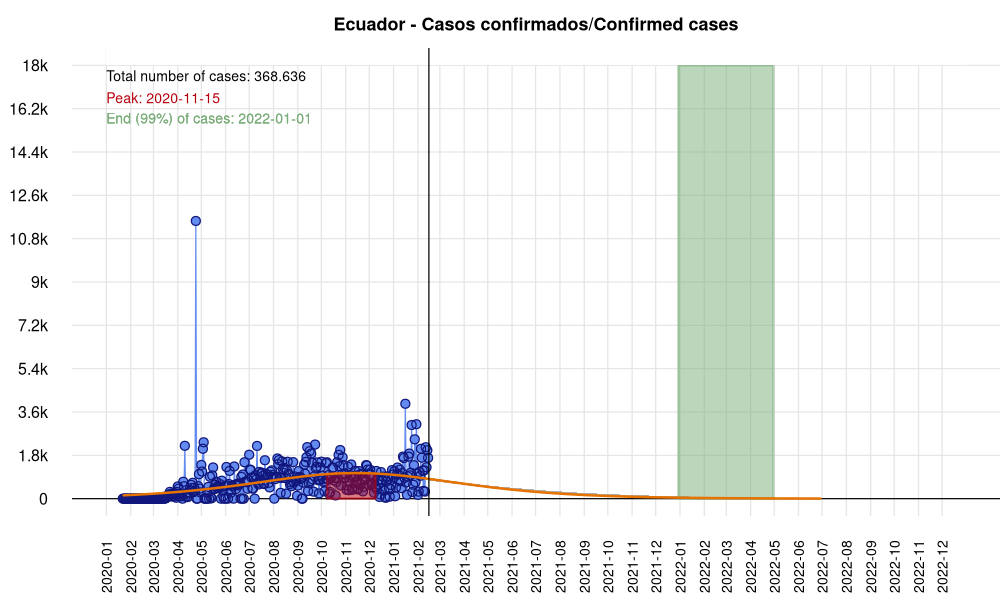 Ecuador - Casos confirmados/Confirmed cases
Total number of cases: 368.636
Peak: 2020-11-15
End (99%) of cases: 2022-01-01
18k
16.2k
14.4k
12.6k
10.8k
9k
7.2k
5.4k
3.6k
1.8k
0
2020-01
2020-02
2020-03
2020-04
2020-05
2020-06
2020-07
2020-08
2020-09
2020-10
2020-11
2020-12
2021-01
2021-02
2021-03
2021-04
2021-05
2021-06
2021-07
2021-08
2021-09
2021-10
2021-11
2021-12
2022-01
2022-02
2022-03
2022-04
2022-05
2022-06
2022-07
2022-08
2022-09
2022-10
2022-11
2022-12